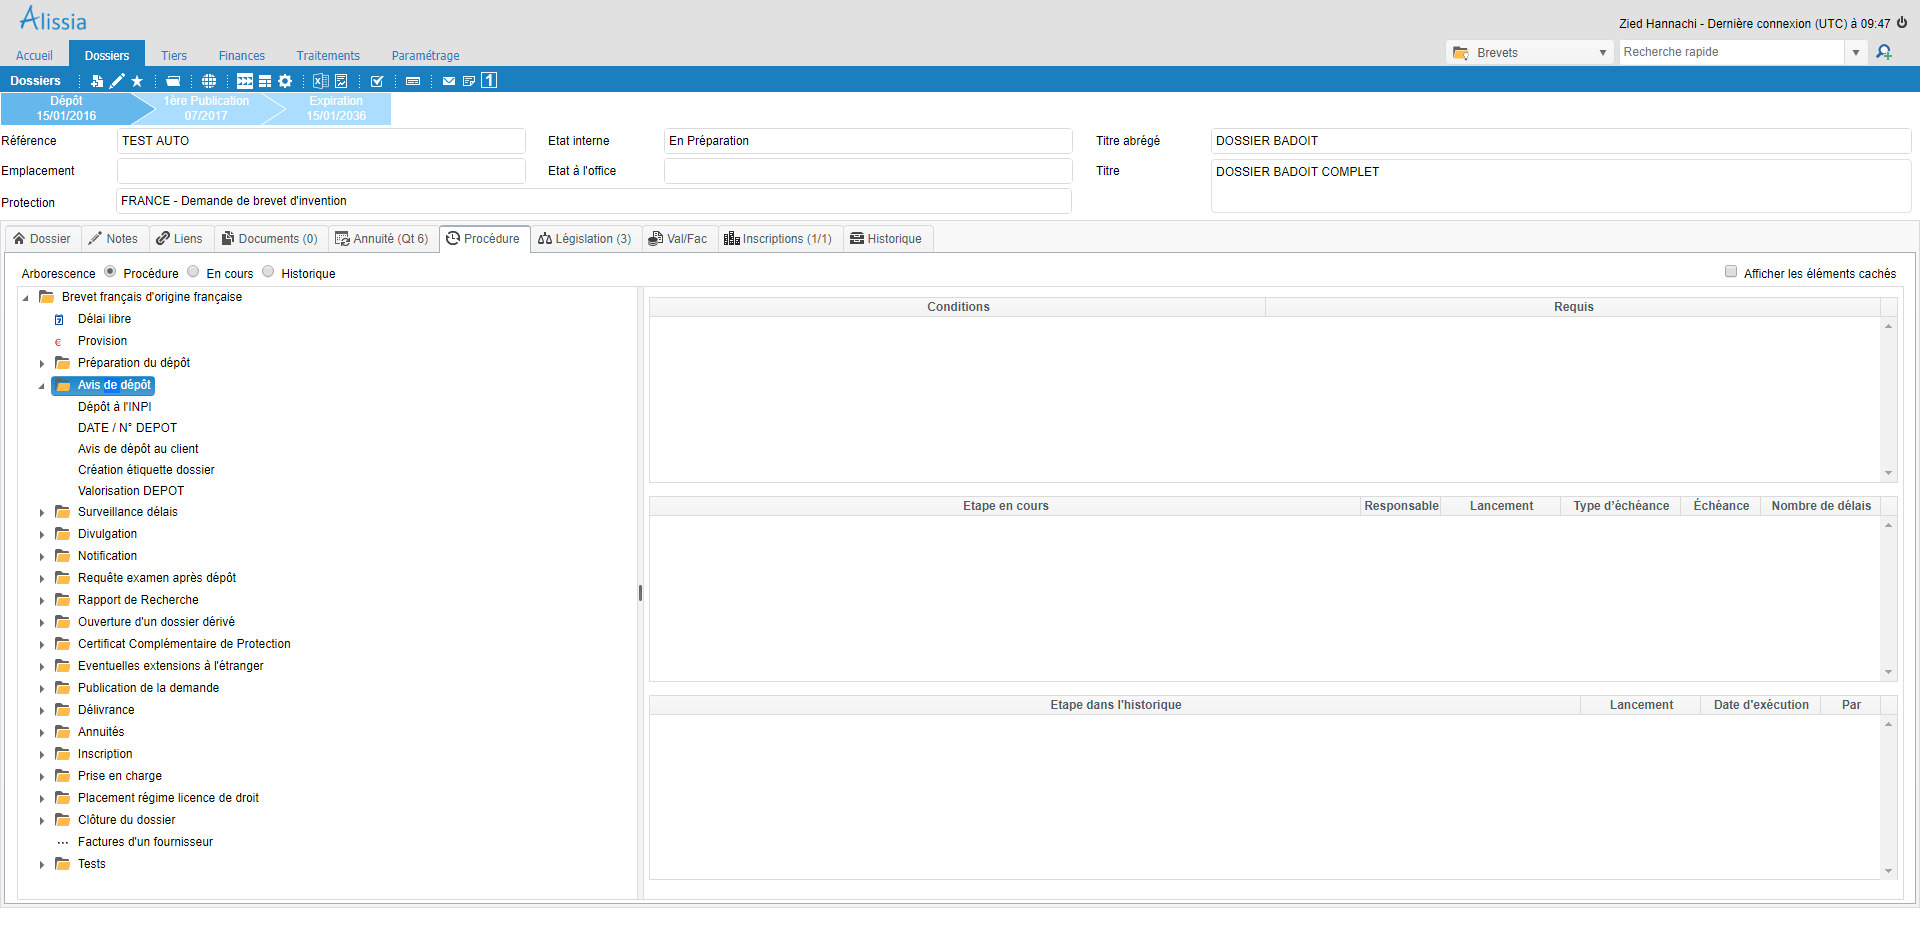 Alissia
Zied Hannachi - Dernière connexion (UTC) à 09:47
Accueil Dossiers Tiers Finances Traitements Paramétrage
Brevets Recherche rapide
Dossiers
1
Dépôt 1ère Publication Expiration
15/01/2016 07/2017 15/01/2036
Référence TEST AUTO Etat interne En Préparation Titre abrégé DOSSIER BADOIT
Emplacement Etat à l'office Titre DOSSIER BADOIT COMPLET
Protection FRANCE - Demande de brevet d'invention
Dossier Notes Liens Documents (0) Annuité (Qt 6) Procédure Législation (3) Val/Fac Inscriptions (1/1) Historique
Arborescence Procédure En cours Historique Afficher les éléments cachés
Brevet français d'origine française
Délai libre
€ Provision
Préparation du dépôt
Avis de dépôt
Dépôt à l'INPI
DATE / N° DEPOT
Avis de dépôt au client
Création étiquette dossier
Valorisation DEPOT
Surveillance délais
Divulgation
Notification
Requête examen après dépôt
Rapport de Recherche
Ouverture d'un dossier dérivé
Certificat Complémentaire de Protection
Eventuelles extensions à l'étranger
Publication de la demande
Délivrance
Annuités
Inscription
Prise en charge
Placement régime licence de droit
Clôture du dossier
... Factures d'un fournisseur
Tests
Conditions Requis
Etape en cours Responsable Lancement Type d'échéance Échéance Nombre de délais
Etape dans l'historique Lancement Date d'exécution Par